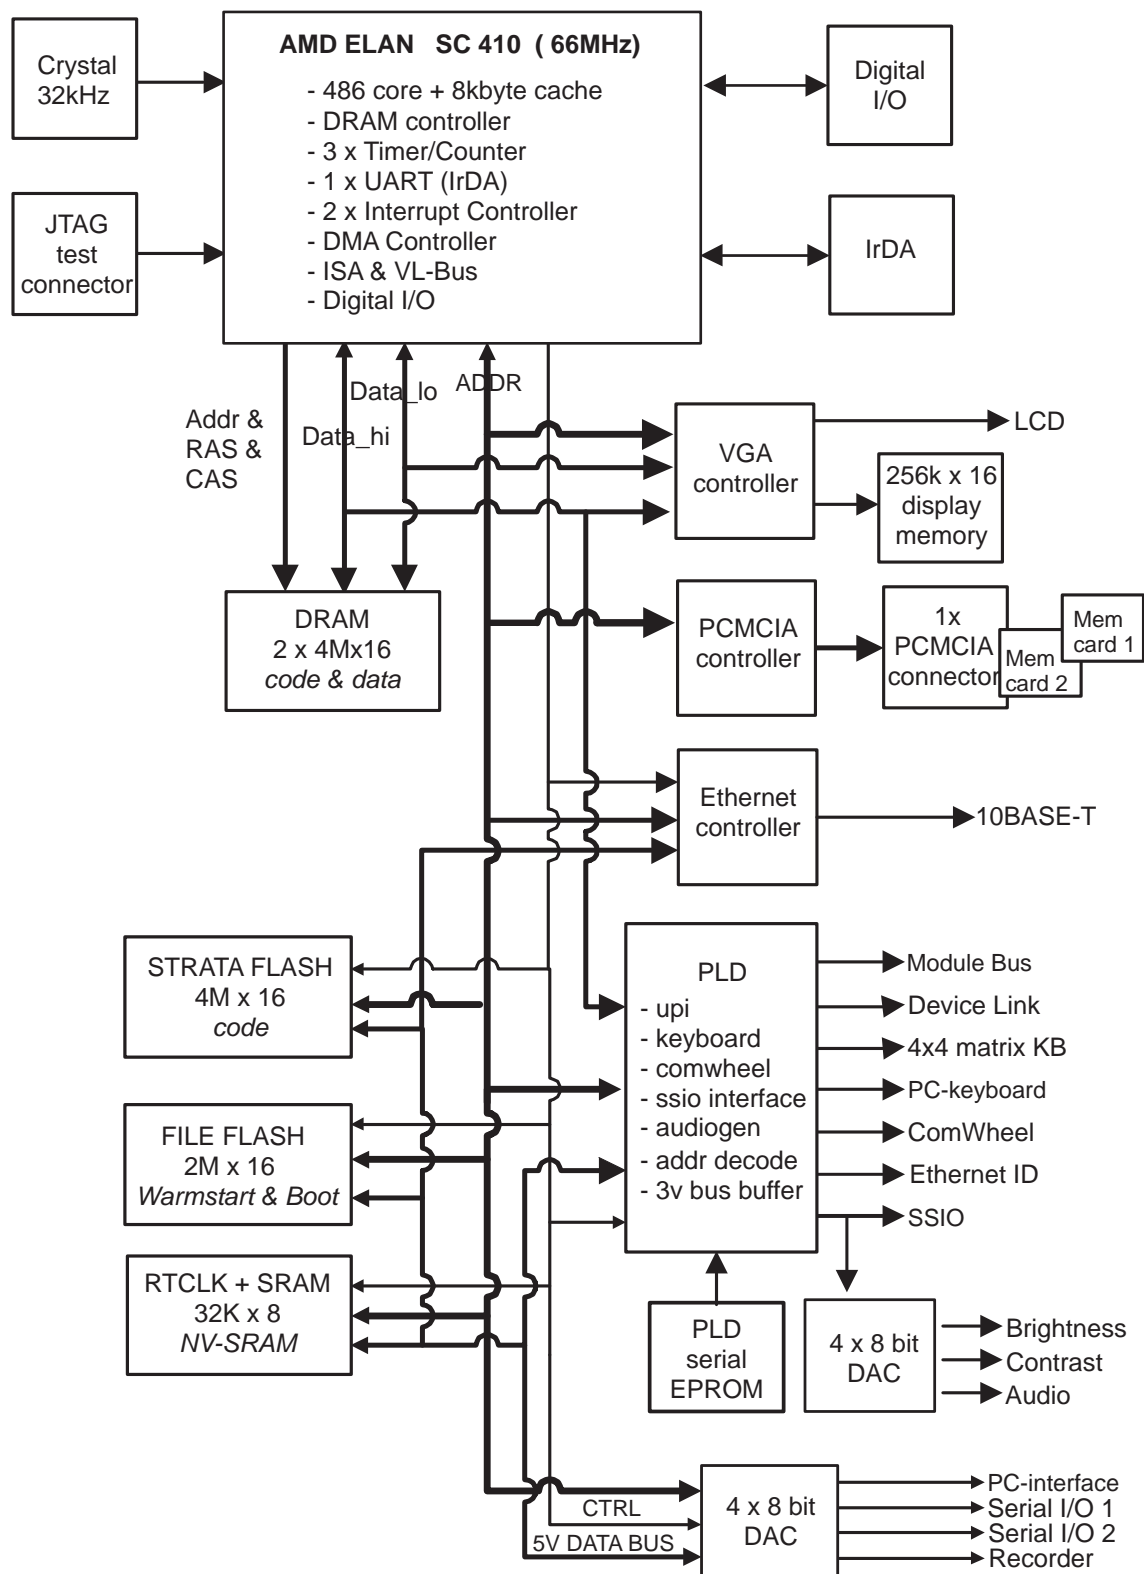 AMD ELAN SC 410 ( 66MHz)
- 486 core + 8kbyte cache
- DRAM controller
- 3 x Timer/Counter
- 1 x UART (IrDA)
- 2 x Interrupt Controller
- DMA Controller
- ISA & VL-Bus
- Digital I/O
Crystal
32kHz
JTAG
test
connector
Digital
I/O
IrDA
Addr &
RAS &
CAS
Data_hi
Data_lo
ADDR
VGA
controller
LCD
256k x 16
display
memory
DRAM
2 x 4Mx16
code & data
PCMCIA
controller
1x
PCMCIA
connector
Mem
card 1
Mem
card 2
Ethernet
controller
10BASE-T
STRATA FLASH
4M x 16
code
FILE FLASH
2M x 16
Warmstart & Boot
RTCLK + SRAM
32K x 8
NV-SRAM
PLD
- upi
- keyboard
- comwheel
- ssio interface
- audiogen
- addr decode
- 3v bus buffer
Module Bus
Device Link
4x4 matrix KB
PC-keyboard
ComWheel
Ethernet ID
SSIO
PLD
serial
EPROM
4 x 8 bit
DAC
Brightness
Contrast
Audio
CTRL
5V DATA BUS
4 x 8 bit
DAC
PC-interface
Serial I/O 1
Serial I/O 2
Recorder